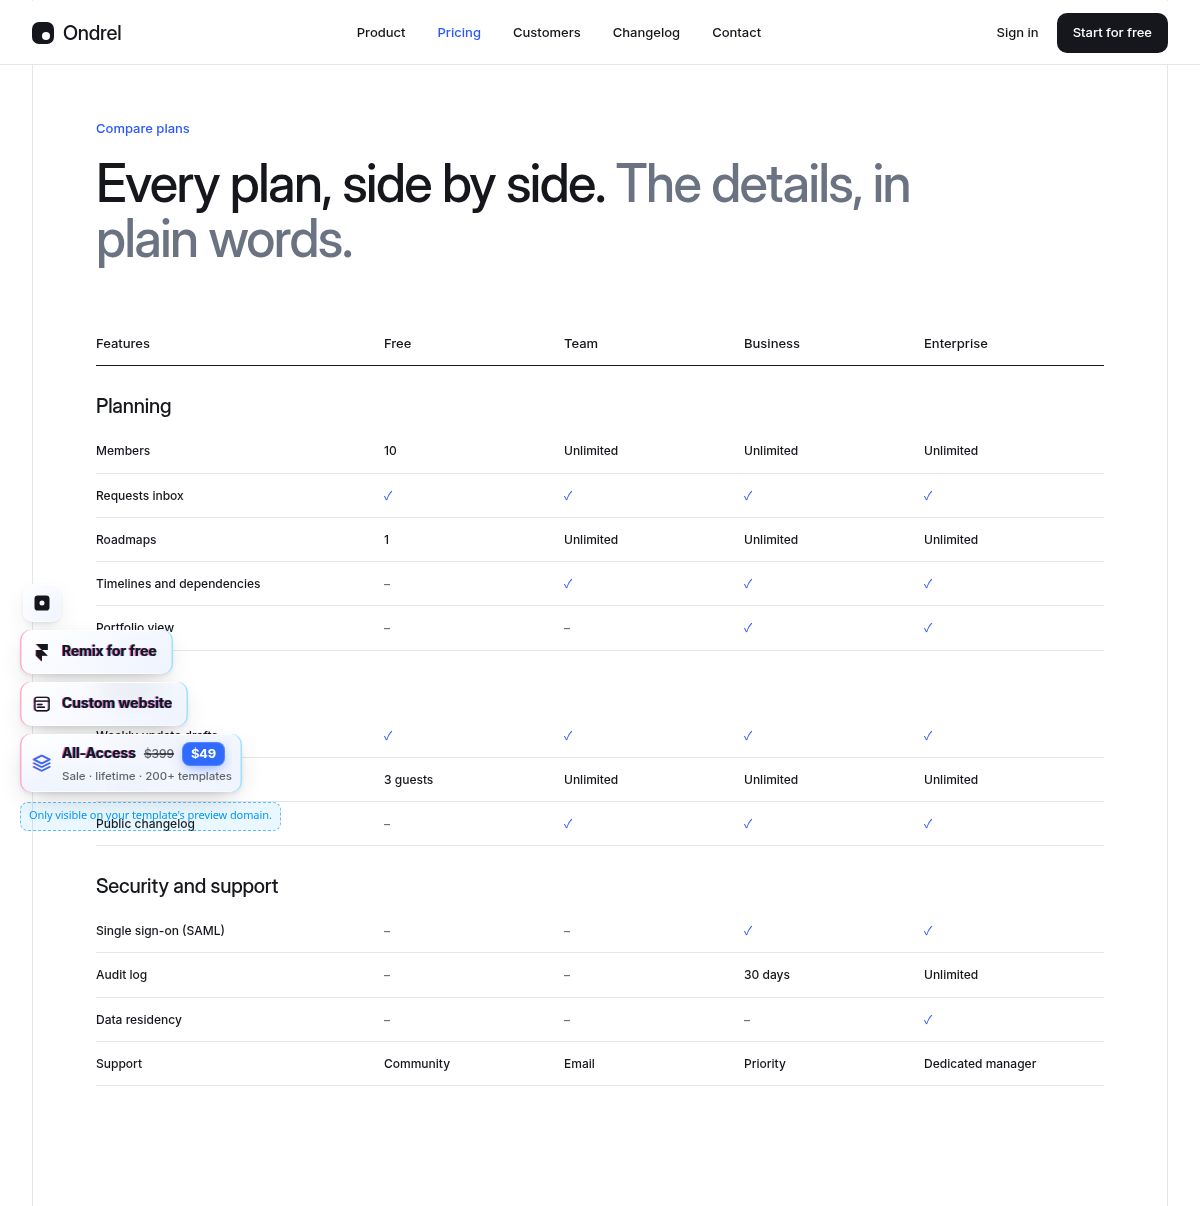 Ondrel
Product Pricing Customers Changelog Contact
Sign in Start for free
Compare plans
Every plan, side by side. The details, in
plain words.
Features Free Team Business Enterprise
Planning
Members 10 Unlimited Unlimited Unlimited
Requests inbox ✓ ✓ ✓ ✓
Roadmaps 1 Unlimited Unlimited Unlimited
Timelines and dependencies – ✓ ✓ ✓
Portfolio view – – ✓ ✓
Remix for free
Custom website
Weekly update drafts ✓ ✓ ✓ ✓
All-Access $399 $49
Sale · lifetime · 200+ templates
3 guests Unlimited Unlimited Unlimited
Only visible on your template's preview domain.
Public changelog – ✓ ✓ ✓
Security and support
Single sign-on (SAML) – – ✓ ✓
Audit log – – 30 days Unlimited
Data residency – – – ✓
Support Community Email Priority Dedicated manager